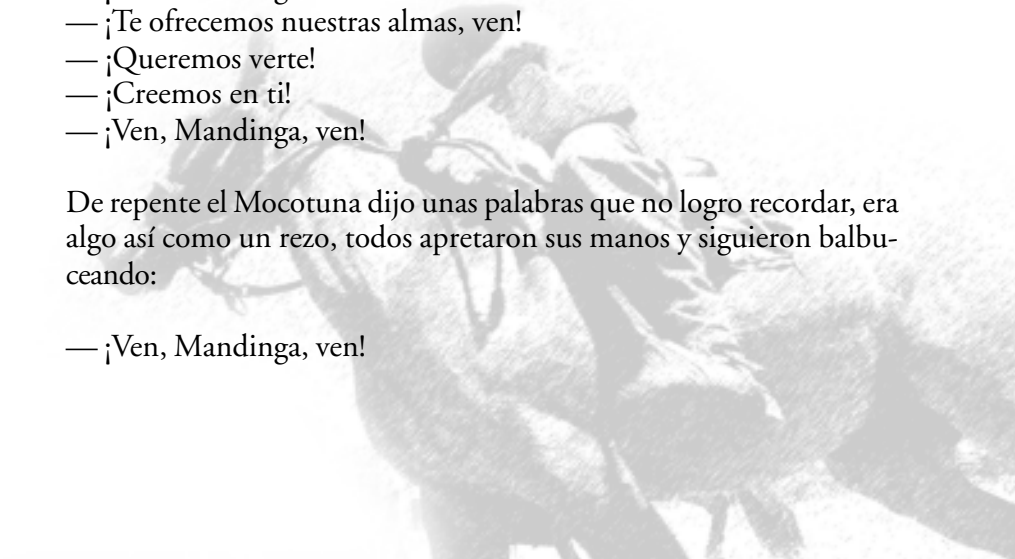 — ¡Te ofrecemos nuestras almas, ven!
— ¡Queremos verte!
— ¡Creemos en ti!
— ¡Ven, Mandinga, ven!
De repente el Mocotuna dijo unas palabras que no logro recordar, era
algo así como un rezo, todos apretaron sus manos y siguieron balbu-
ceando:
— ¡Ven, Mandinga, ven!